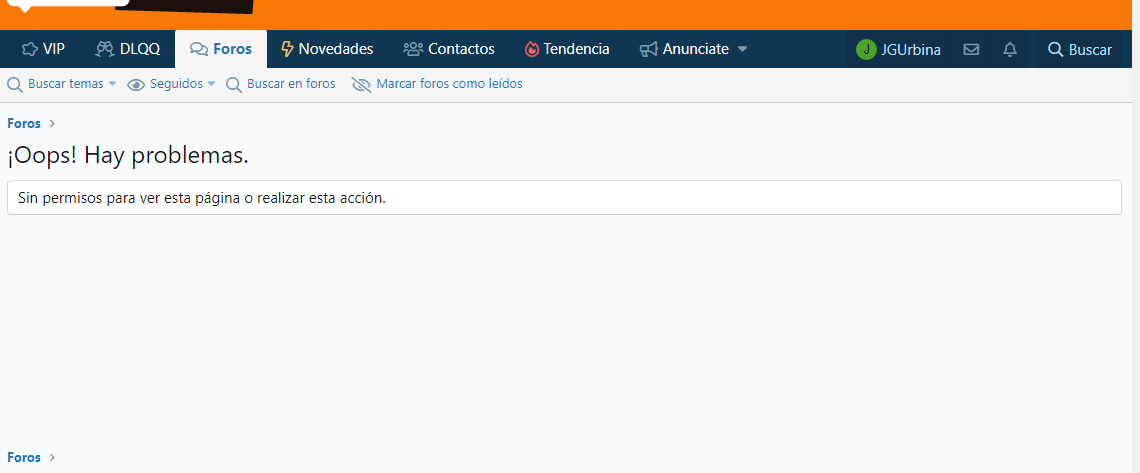 VIP DLQQ Foros Novedades Contactos Tendencia Anunciate J JGUrbina Buscar
Buscar temas Seguidos Buscar en foros Marcar foros como leídos
Foros >
¡Oops! Hay problemas.
Sin permisos para ver esta página o realizar esta acción.
Foros >